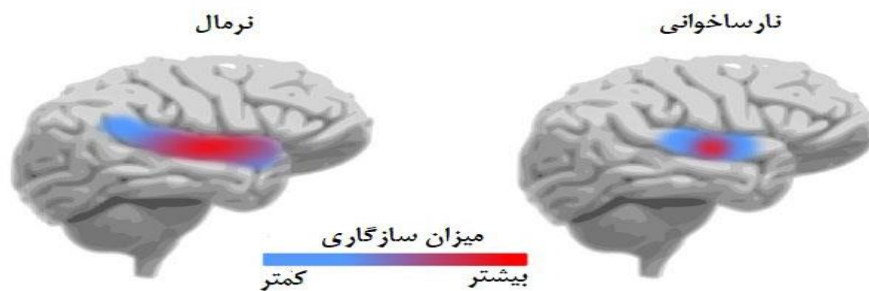 نارساخوانی
نرمال
میزان سازگاری
بیشتر
کمتر